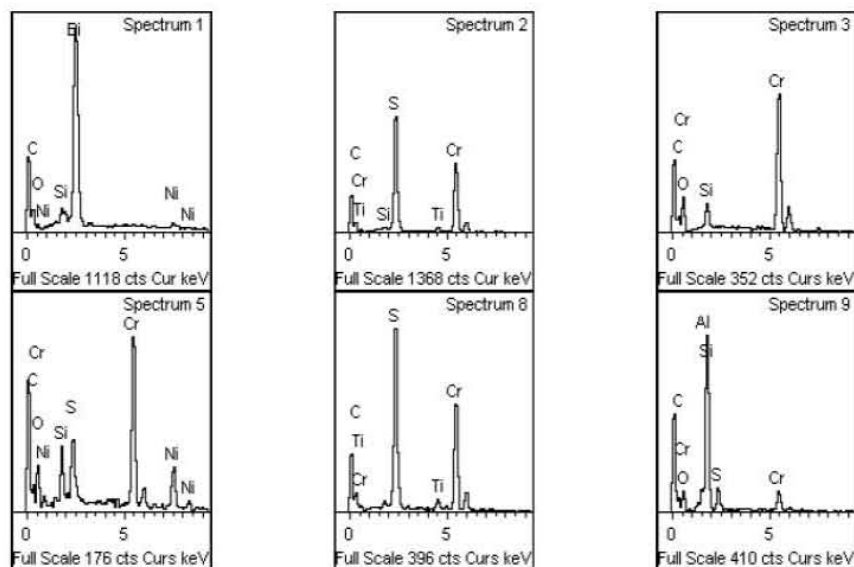 Spectrum 1
Bi
C
O
Ni
Si
Ni
Ni
0 5
Full Scale 1118 cts Cur keV
Spectrum 2
S
C
Cr
Cr
Ti
Si
Ti
0 5
Full Scale 1368 cts Cur keV
Spectrum 3
Cr
Cr
C
O
Si
0 5
Full Scale 352 cts Curs keV
Spectrum 5
Cr
Cr
C
O
S
Si
Ni
Ni
Ni
0 5
Full Scale 176 cts Curs keV
Spectrum 8
S
C
Cr
Ti
Cr
Ti
0 5
Full Scale 396 cts Curs keV
Spectrum 9
Al
Si
C
Cr
O
S
Cr
0 5
Full Scale 410 cts Curs keV